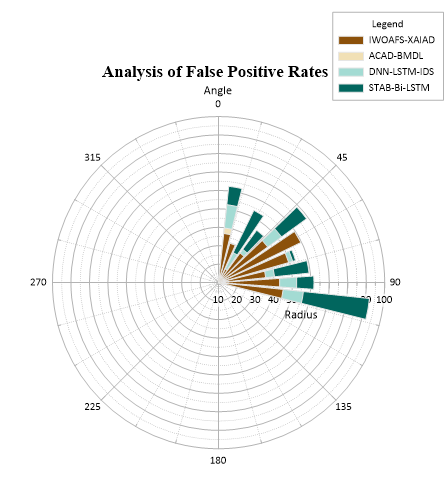 Legend
IWOAFS-XAIAD
ACAD-BMDL
DNN-LSTM-IDS
STAB-Bi-LSTM
Analysis of False Positive Rates
Angle
0
315
45
270
90
10 20 30 40 100
Radius
225
135
180